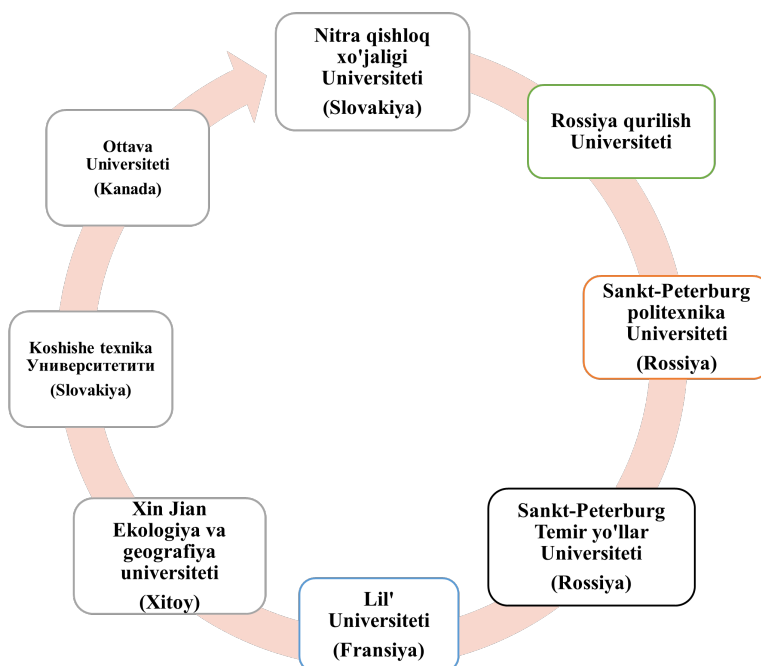 Nitra qishloq
xo'jaligi
Universiteti
(Slovakiya)
Rossiya qurilish
Universiteti
Sankt-Peterburg
politexnika
Universiteti
(Rossiya)
Sankt-Peterburg
Temir yo'llar
Universiteti
(Rossiya)
Lil'
Universiteti
(Fransiya)
Xin Jian
Ekologiya va
geografiya
universiteti
(Xitoy)
Koshishe texnika
Университетити
(Slovakiya)
Ottava
Universiteti
(Kanada)